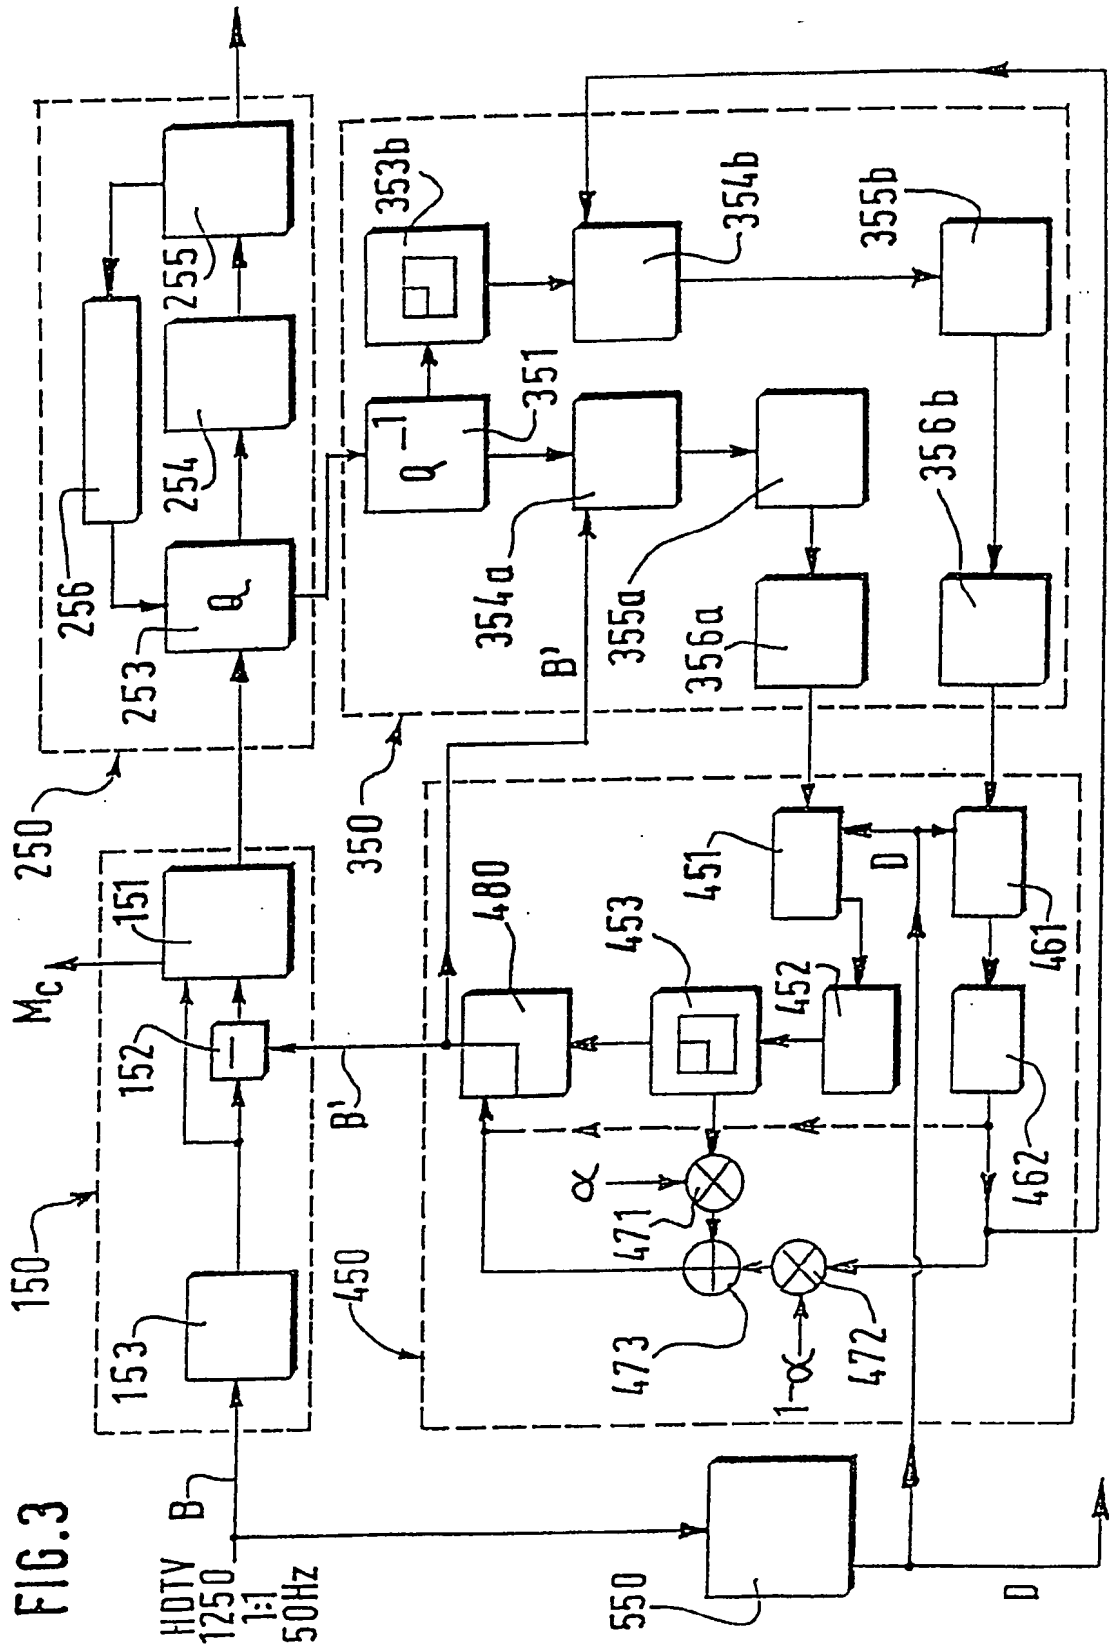 FIG.3
HDTV
1250
1:1
50Hz
B
150
153
152
151
Mc
250
253
Q
256
254
255
B'
450
480
453
α
471
473
472
1-α
452
451
D
461
462
550
D
350
B'
354a
355a
356a
356b
Q⁻¹
351
353b
354b
355b